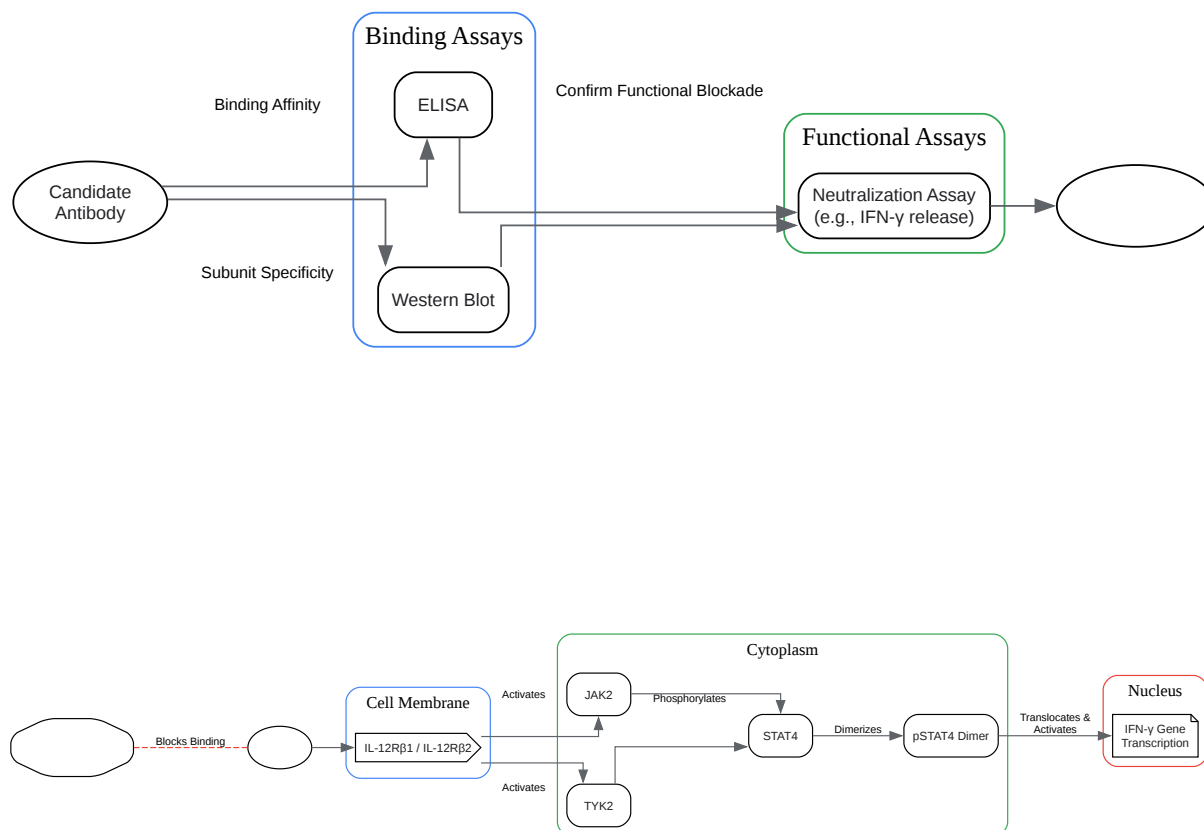 Binding Assays
Binding Affinity
ELISA
Confirm Functional Blockade
Functional Assays
Candidate
Antibody
Neutralization Assay
(e.g., IFN-γ release)
Subunit Specificity
Western Blot
Cytoplasm
Cell Membrane
Activates
JAK2
Phosphorylates
Nucleus
Blocks Binding
IL-12Rβ1 / IL-12Rβ2
STAT4
Dimerizes
pSTAT4 Dimer
Translocates &
Activates
IFN-γ Gene
Transcription
Activates
TYK2